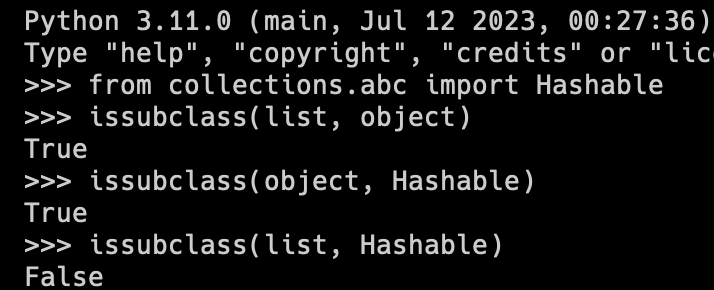 Python 3.11.0 (main, Jul 12 2023, 00:27:36)
Type "help", "copyright", "credits" or "lic
>>> from collections.abc import Hashable
>>> issubclass(list, object)
True
>>> issubclass(object, Hashable)
True
>>> issubclass(list, Hashable)
False